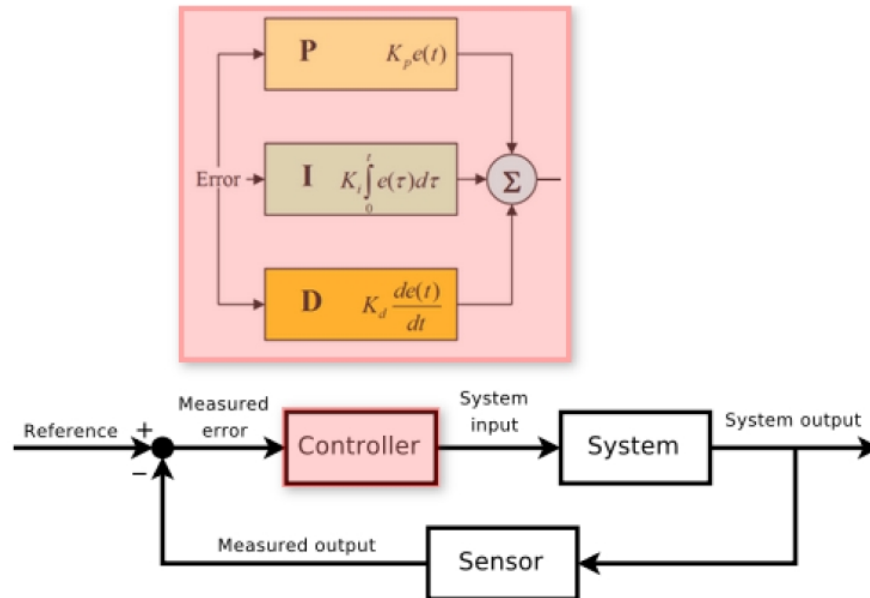 P K_p e(t)
Error I K_i ∫_0^t e(τ)dτ Σ
D K_d de(t)/dt
Reference + Measured error Controller System input System System output
−
Measured output Sensor